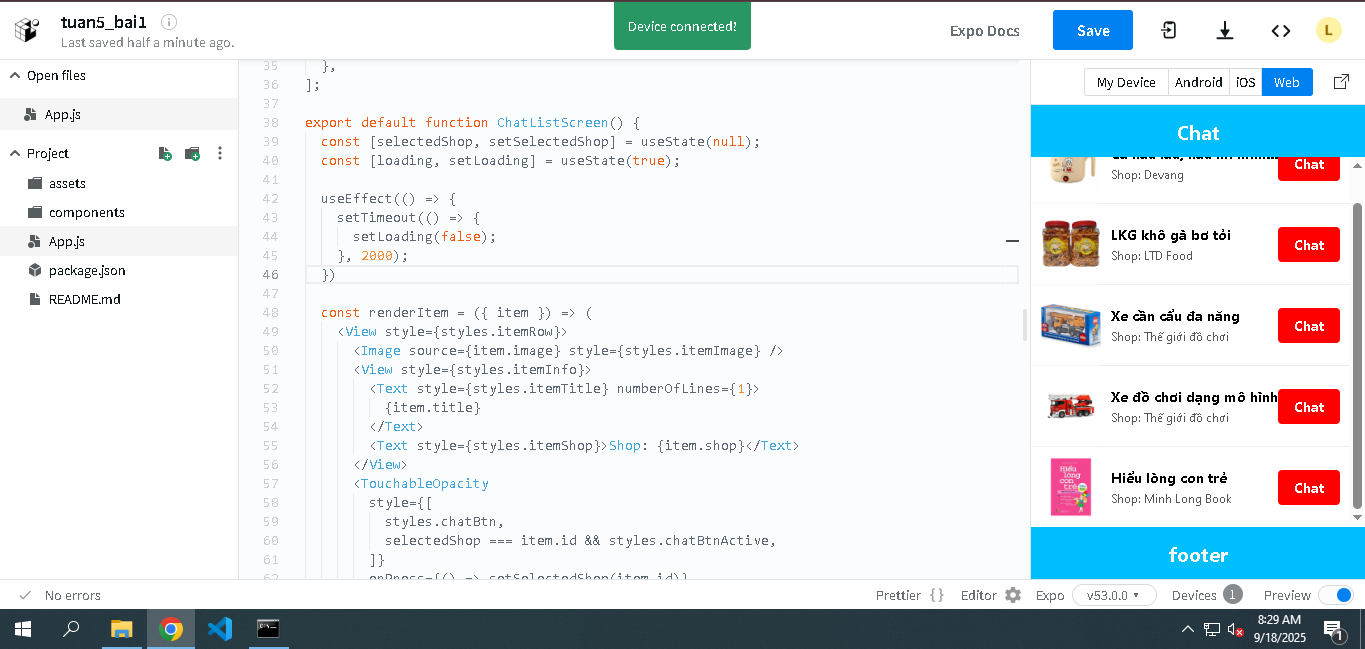 tuan5_bai1
Last saved half a minute ago.
Device connected!
Expo Docs
Save
L
Open files
App.js
Project
assets
components
App.js
package.json
README.md
35 },
36 ];
37
38 export default function ChatListScreen() {
39 const [selectedShop, setSelectedShop] = useState(null);
40 const [loading, setLoading] = useState(true);
41
42 useEffect(() => {
43 setTimeout(() => {
44 setLoading(false);
45 }, 2000);
46 })
47
48 const renderItem = ({ item }) => (
49 <View style={styles.itemRow}>
50 <Image source={item.image} style={styles.itemImage} />
51 <View style={styles.itemInfo}>
52 <Text style={styles.itemTitle} numberOfLines={1}>
53 {item.title}
54 </Text>
55 <Text style={styles.itemShop}>Shop: {item.shop}</Text>
56 </View>
57 <TouchableOpacity
58 style={[
59 styles.chatBtn,
60 selectedShop === item.id && styles.chatBtnActive,
61 ]}
62 onPress={() => setSelectedShop(item.id)}
My Device Android iOS Web
Chat
Chat
Shop: Devang
LKG khô gà bơ tỏi
Shop: LTD Food
Chat
Xe cần cẩu đa năng
Shop: Thế giới đồ chơi
Chat
Xe đồ chơi dạng mô hình
Shop: Thế giới đồ chơi
Chat
Hiểu lòng con trẻ
Shop: Minh Long Book
Chat
Hiểu
lòng
con
trẻ
footer
No errors
Prettier {} Editor Expo v53.0.0 Devices 1 Preview
8:29 AM
9/18/2025
1